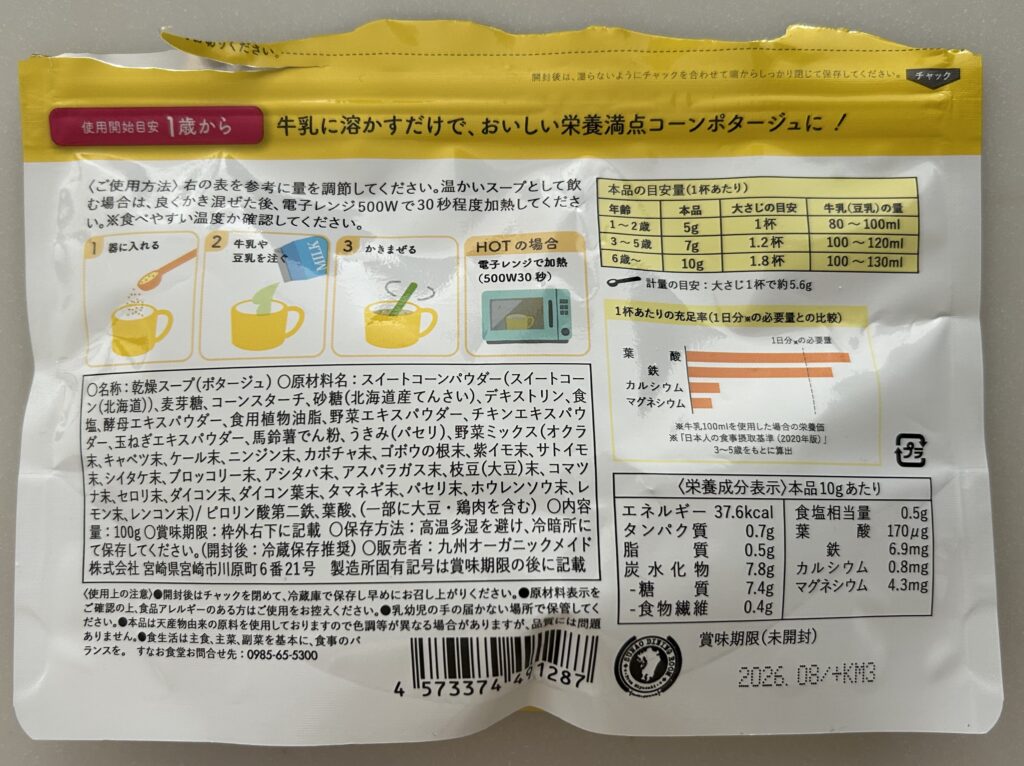 ありください。
開封後は、湿らないようにチャックを合わせて端からしっかり閉じて保存してください。
チャック
使用開始目安 1歳から
牛乳に溶かすだけで、おいしい栄養満点コーンポタージュに！
〈ご使用方法〉右の表を参考に量を調節してください。温かいスープとして飲
む場合は、良くかき混ぜた後、電子レンジ500Wで30秒程度加熱してくださ
い。※食べやすい温度か確認してください。
1 器に入れる
2 牛乳や
豆乳を注ぐ
MILK
3 かきまぜる
HOTの場合
電子レンジで加熱
(500W30秒)
本品の目安量(1杯あたり)
年齢 本品 大さじの目安 牛乳(豆乳)の量
1～2歳 5g 1杯 80～100ml
3～5歳 7g 1.2杯 100～120ml
6歳～ 10g 1.8杯 100～130ml
計量の目安：大さじ1杯で約5.6g
1杯あたりの充足率(1日分※の必要量との比較)
1日分※の必要量
葉酸
鉄
カルシウム
マグネシウム
※牛乳100mlを使用した場合の栄養価
※「日本人の食事摂取基準(2020年版)」
3～5歳をもとに算出
プラ
〇名称：乾燥スープ(ポタージュ) 〇原材料名：スイートコーンパウダー(スイートコー
ン(北海道))、麦芽糖、コーンスターチ、砂糖(北海道産てんさい)、デキストリン、食
塩、酵母エキスパウダー、食用植物油脂、野菜エキスパウダー、チキンエキスパウ
ダー、玉ねぎエキスパウダー、馬鈴薯でん粉、うきみ(パセリ)、野菜ミックス(オクラ
末、キャベツ末、ケール末、ニンジン末、カボチャ末、ゴボウの根末、紫イモ末、サトイモ
末、シイタケ末、ブロッコリー末、アシタバ末、アスパラガス末、枝豆(大豆)末、コマツ
ナ末、セロリ末、ダイコン末、ダイコン葉末、タマネギ末、パセリ末、ホウレンソウ末、レ
モン末、レンコン末)/ピロリン酸第二鉄、葉酸、(一部に大豆・鶏肉を含む) 〇内容
量：100g 〇賞味期限：枠外右下に記載 〇保存方法：高温多湿を避け、冷暗所に
て保存してください。(開封後：冷蔵保存推奨) 〇販売者：九州オーガニックメイド
株式会社 宮崎県宮崎市川原町6番21号 製造所固有記号は賞味期限の後に記載
〈使用上の注意〉●開封後はチャックを閉めて、冷蔵庫で保存し早めにお召し上がりください。●原材料表示を
ご確認の上、食品アレルギーのある方はご使用をお控えください。●乳幼児の手の届かない場所で保管してく
ださい。●本品は天産物由来の原料を使用しておりますので色調等が異なる場合がありますが、品質には問題
ありません。●食生活は主食、主菜、副菜を基本に、食事のバ
ランスを。 すなお食堂お問合せ先：0985-65-5300
4 573374 491287
〈栄養成分表示〉本品10gあたり
エネルギー 37.6kcal
タンパク質 0.7g
脂質 0.5g
炭水化物 7.8g
-糖質 7.4g
-食物繊維 0.4g
食塩相当量 0.5g
葉酸 170μg
鉄 6.9mg
カルシウム 0.8mg
マグネシウム 4.3mg
SUNAO DINING ROOM
賞味期限(未開封)
2026. 08/+KM3